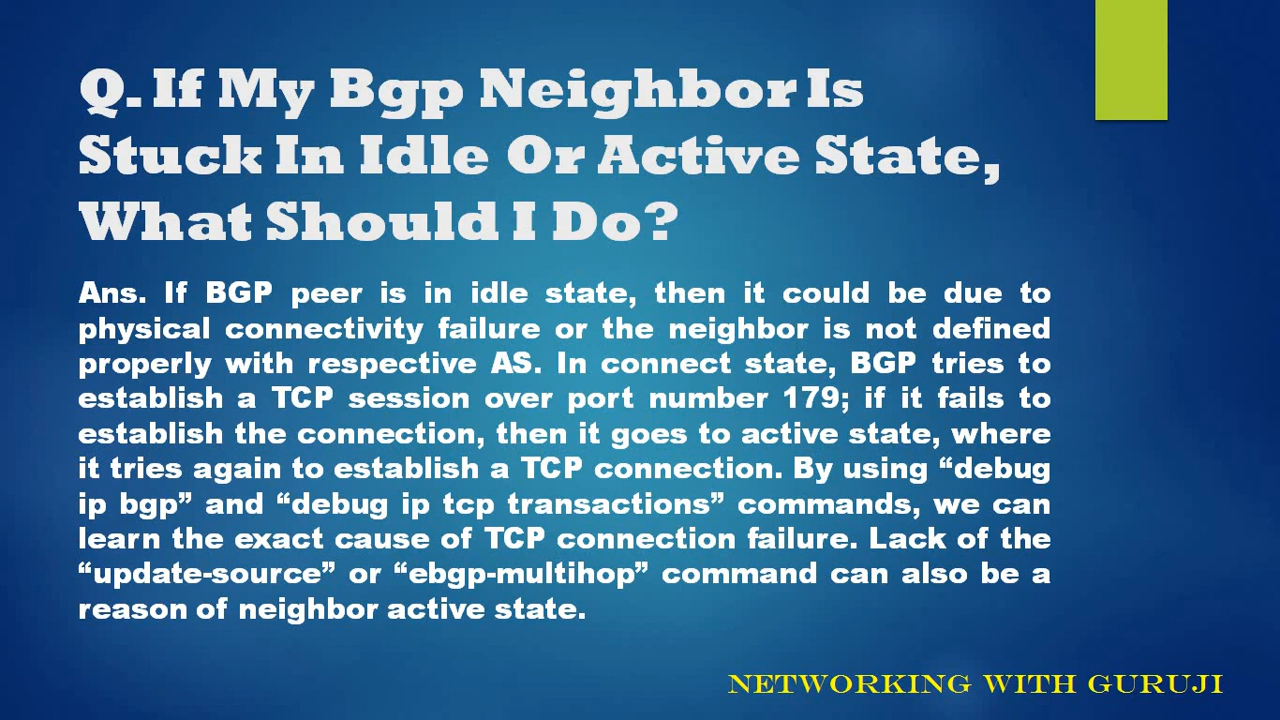 Q. If My Bgp Neighbor Is
Stuck In Idle Or Active State,
What Should I Do?
Ans. If BGP peer is in idle state, then it could be due to
physical connectivity failure or the neighbor is not defined
properly with respective AS. In connect state, BGP tries to
establish a TCP session over port number 179; if it fails to
establish the connection, then it goes to active state, where
it tries again to establish a TCP connection. By using “debug
ip bgp” and “debug ip tcp transactions” commands, we can
learn the exact cause of TCP connection failure. Lack of the
“update-source” or “ebgp-multihop” command can also be a
reason of neighbor active state.
NETWORKING WITH GURUJI